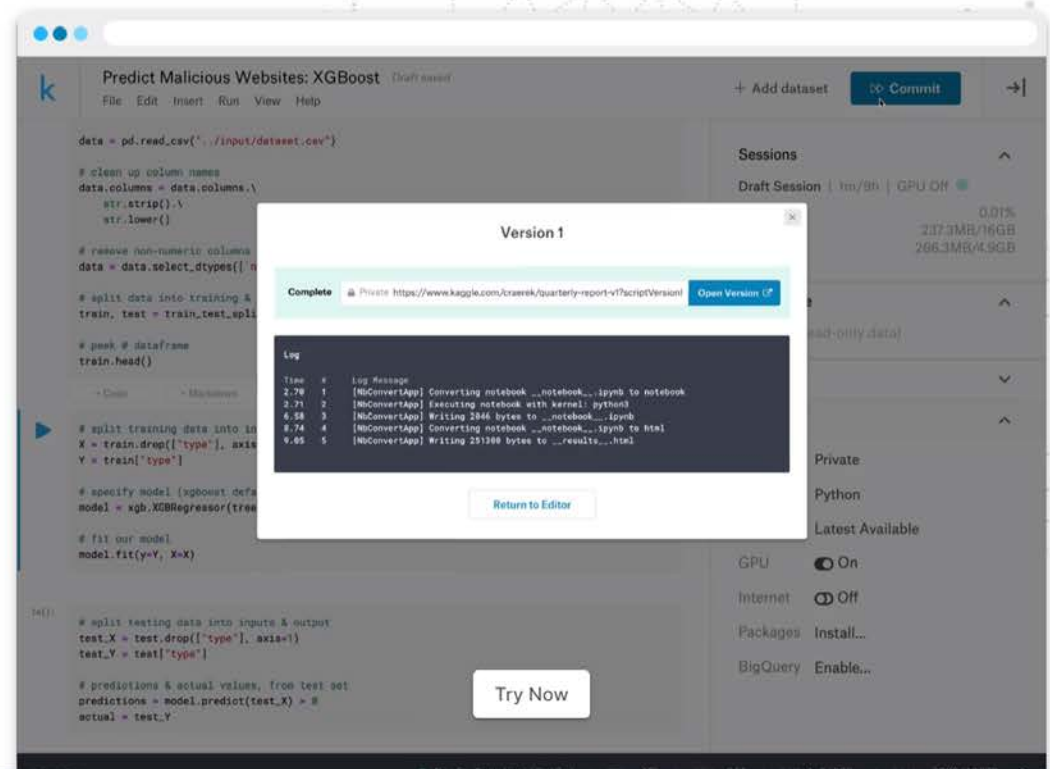 k
Predict Malicious Websites: XGBoost Draft saved
File Edit Insert Run View Help
+ Add dataset
Commit
data = pd.read_csv("../input/dataset.csv")
# clean up column names
data.columns = data.columns.\
str.strip().\
str.lower()
# remove non-numeric columns
data = data.select_dtypes(['n
# split data into training &
train, test = train_test_spli
# peek @ dataframe
train.head()
+ Code + Markdown
# split training data into in
X = train.drop(["type"], axis
Y = train["type"]
# specify model (xgboost defa
model = xgb.XGBRegressor(tree
# fit our model
model.fit(y=Y, X=X)
# split testing data into inputs & output
test_X = test.drop(["type"], axis=1)
test_Y = test["type"]
# predictions & actual values, from test set
predictions = model.predict(test_X) > 0
actual = test_Y
Version 1
Complete
Private https://www.kaggle.com/craerek/quarterly-report-v1?scriptVersionI
Open Version
Log
Time # Log Message
2.70 1 [NbConvertApp] Converting notebook __notebook__.ipynb to notebook
2.71 2 [NbConvertApp] Executing notebook with kernel: python3
6.58 3 [NbConvertApp] Writing 2046 bytes to __notebook__.ipynb
8.74 4 [NbConvertApp] Converting notebook __notebook__.ipynb to html
9.05 5 [NbConvertApp] Writing 251300 bytes to __results__.html
Return to Editor
Try Now
Sessions
Draft Session | 1m/9h | GPU Off
0.01%
237.3MB/16GB
266.3MB/4.9GB
ead-only data)
Private
Python
Latest Available
GPU On
Internet Off
Packages Install...
BigQuery Enable...